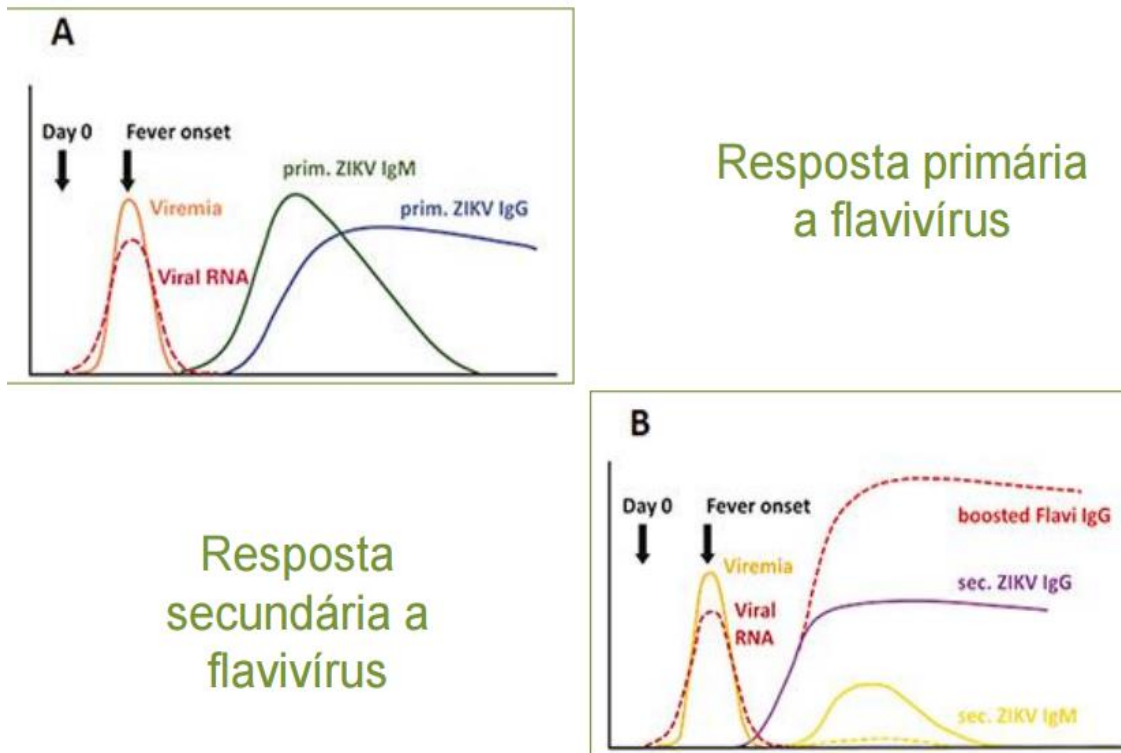 A
Day 0
Fever onset
prim. ZIKV IgM
Viremia
prim. ZIKV IgG
Viral RNA
Resposta primária
a flavivírus
Resposta
secundária a
flavivírus
B
Day 0
Fever onset
boosted Flavi IgG
Viremia
sec. ZIKV IgG
Viral
RNA
sec. ZIKV IgM